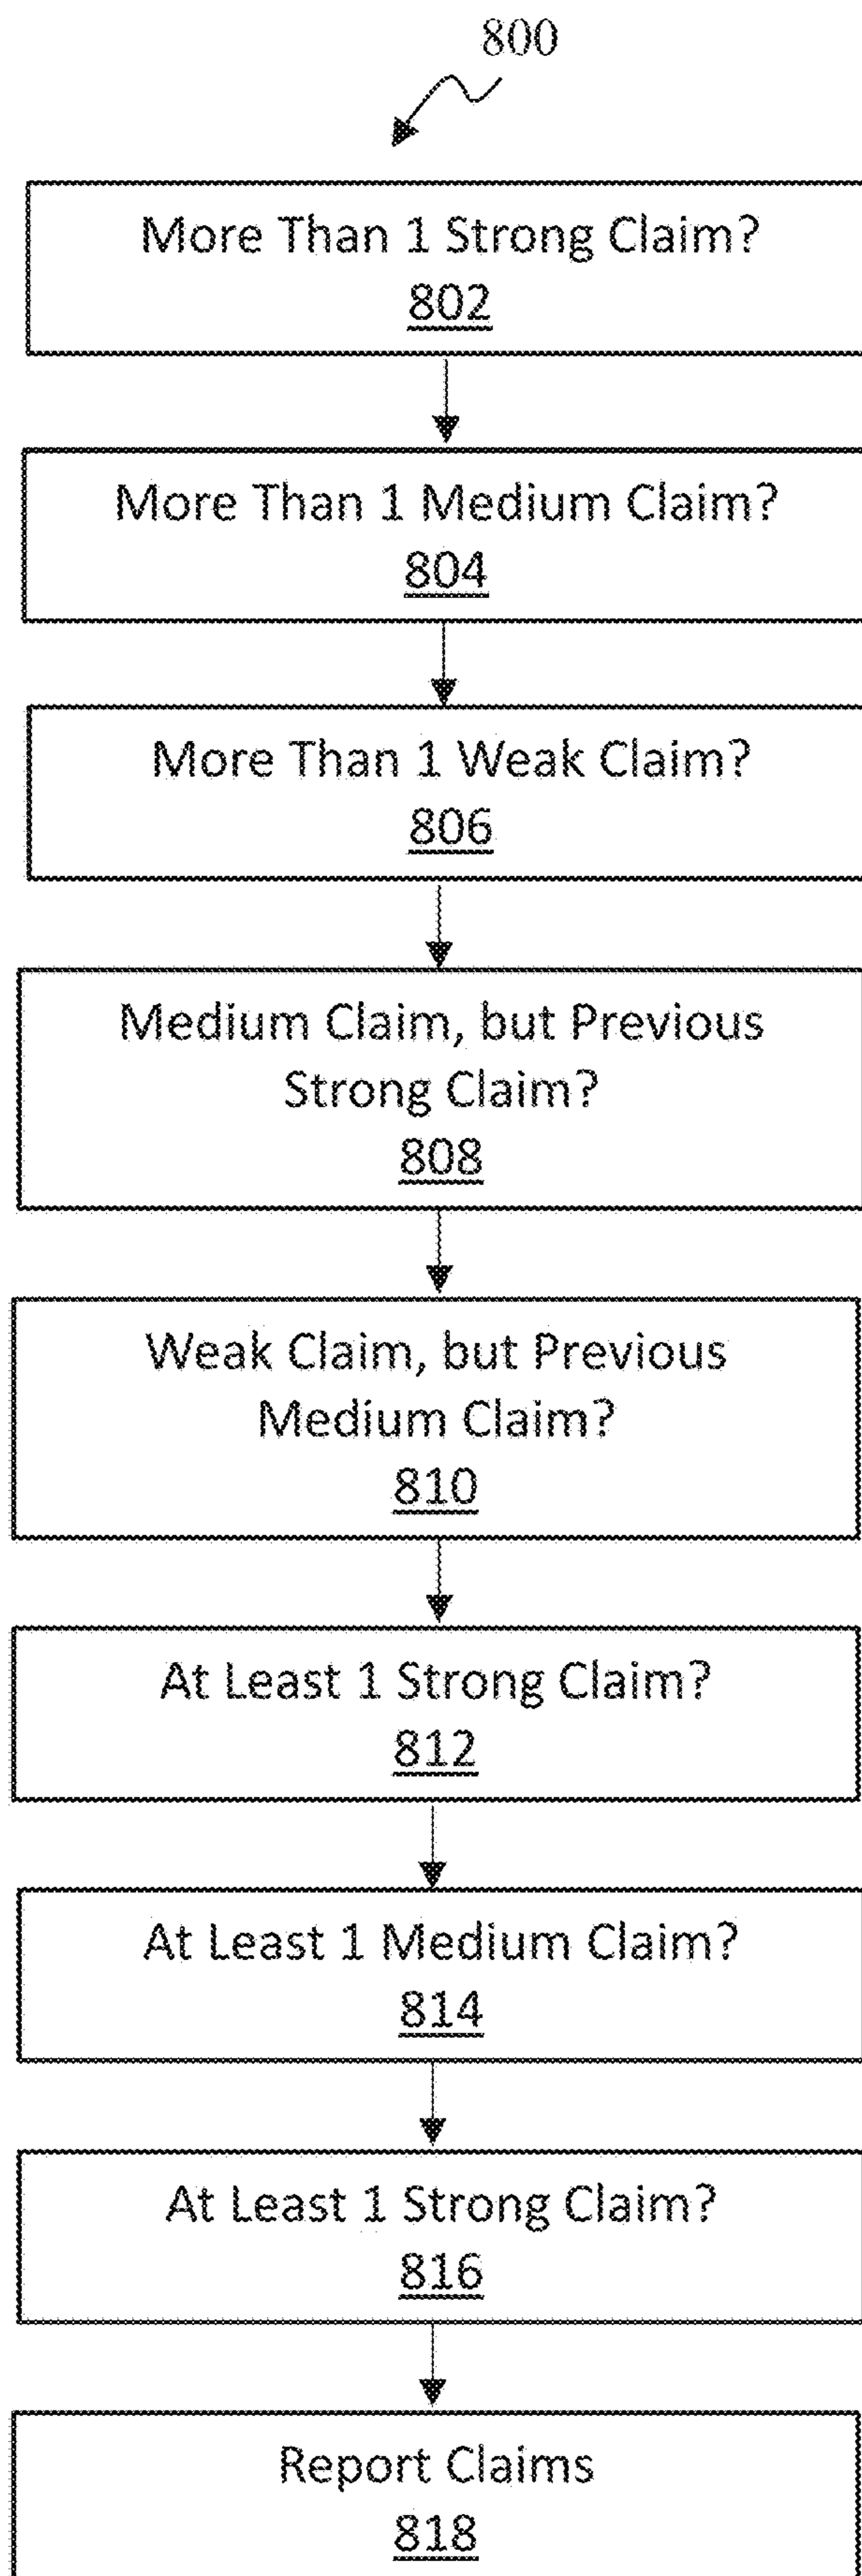 800
More Than 1 Strong Claim?
802
More Than 1 Medium Claim?
804
More Than 1 Weak Claim?
806
Medium Claim, but Previous
Strong Claim?
808
Weak Claim, but Previous
Medium Claim?
810
At Least 1 Strong Claim?
812
At Least 1 Medium Claim?
814
At Least 1 Strong Claim?
816
Report Claims
818